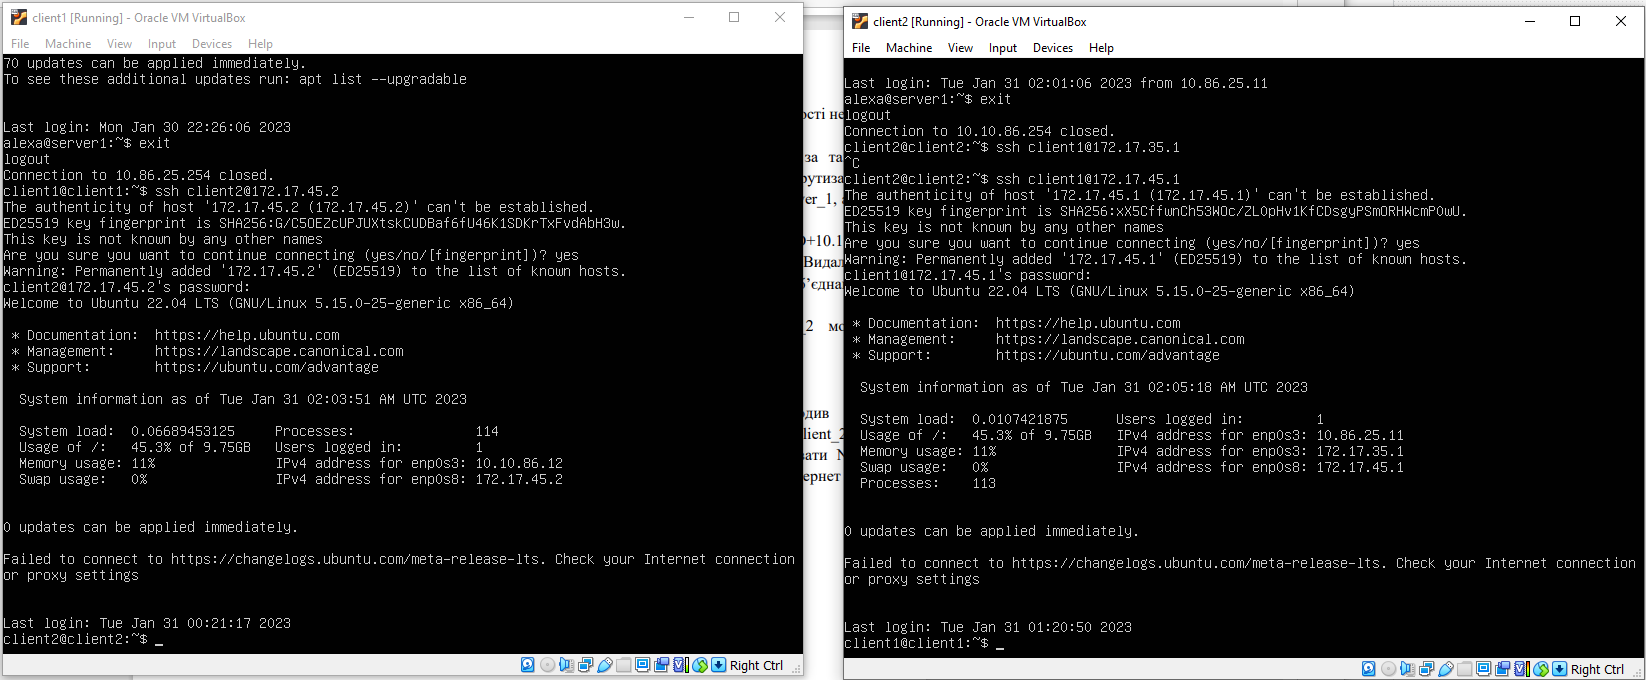 client1 [Running] - Oracle VM VirtualBox
File Machine View Input Devices Help
70 updates can be applied immediately.
To see these additional updates run: apt list --upgradable
Last login: Mon Jan 30 22:26:06 2023
alexa@server1:~$ exit
logout
Connection to 10.86.25.254 closed.
client1@client1:~$ ssh client2@172.17.45.2
The authenticity of host '172.17.45.2 (172.17.45.2)' can't be established.
ED25519 key fingerprint is SHA256:G/C5OEZcUPJUXtskCUDBaf6fU46K1SDKrTxFvdAbH3w.
This key is not known by any other names
Are you sure you want to continue connecting (yes/no/[fingerprint])? yes
Warning: Permanently added '172.17.45.2' (ED25519) to the list of known hosts.
client2@172.17.45.2's password:
Welcome to Ubuntu 22.04 LTS (GNU/Linux 5.15.0-25-generic x86_64)
* Documentation: https://help.ubuntu.com
* Management: https://landscape.canonical.com
* Support: https://ubuntu.com/advantage
System information as of Tue Jan 31 02:03:51 AM UTC 2023
System load: 0.06689453125 Processes: 114
Usage of /: 45.3% of 9.75GB Users logged in: 1
Memory usage: 11% IPv4 address for enp0s3: 10.10.86.12
Swap usage: 0% IPv4 address for enp0s8: 172.17.45.2
0 updates can be applied immediately.
Failed to connect to https://changelogs.ubuntu.com/meta-release-lts. Check your Internet connection
or proxy settings
Last login: Tue Jan 31 00:21:17 2023
client2@client2:~$ _
Right Ctrl
ості не
за та
рутиза
er_1,
+10.1
Видал
б’єдна
_2 мо
одив
lient_2
вати N
ернет
client2 [Running] - Oracle VM VirtualBox
File Machine View Input Devices Help
Last login: Tue Jan 31 02:01:06 2023 from 10.86.25.11
alexa@server1:~$ exit
logout
Connection to 10.10.86.254 closed.
client2@client2:~$ ssh client1@172.17.35.1
^C
client2@client2:~$ ssh client1@172.17.45.1
The authenticity of host '172.17.45.1 (172.17.45.1)' can't be established.
ED25519 key fingerprint is SHA256:xX5CffwnCh53WOc/ZLOpHv1KfCDsgyPSmORHWcmPOwU.
This key is not known by any other names
Are you sure you want to continue connecting (yes/no/[fingerprint])? yes
Warning: Permanently added '172.17.45.1' (ED25519) to the list of known hosts.
client1@172.17.45.1's password:
Welcome to Ubuntu 22.04 LTS (GNU/Linux 5.15.0-25-generic x86_64)
* Documentation: https://help.ubuntu.com
* Management: https://landscape.canonical.com
* Support: https://ubuntu.com/advantage
System information as of Tue Jan 31 02:05:18 AM UTC 2023
System load: 0.0107421875 Users logged in: 1
Usage of /: 45.3% of 9.75GB IPv4 address for enp0s3: 10.86.25.11
Memory usage: 11% IPv4 address for enp0s3: 172.17.35.1
Swap usage: 0% IPv4 address for enp0s8: 172.17.45.1
Processes: 113
0 updates can be applied immediately.
Failed to connect to https://changelogs.ubuntu.com/meta-release-lts. Check your Internet connection
or proxy settings
Last login: Tue Jan 31 01:20:50 2023
client1@client1:~$ _
Right Ctrl